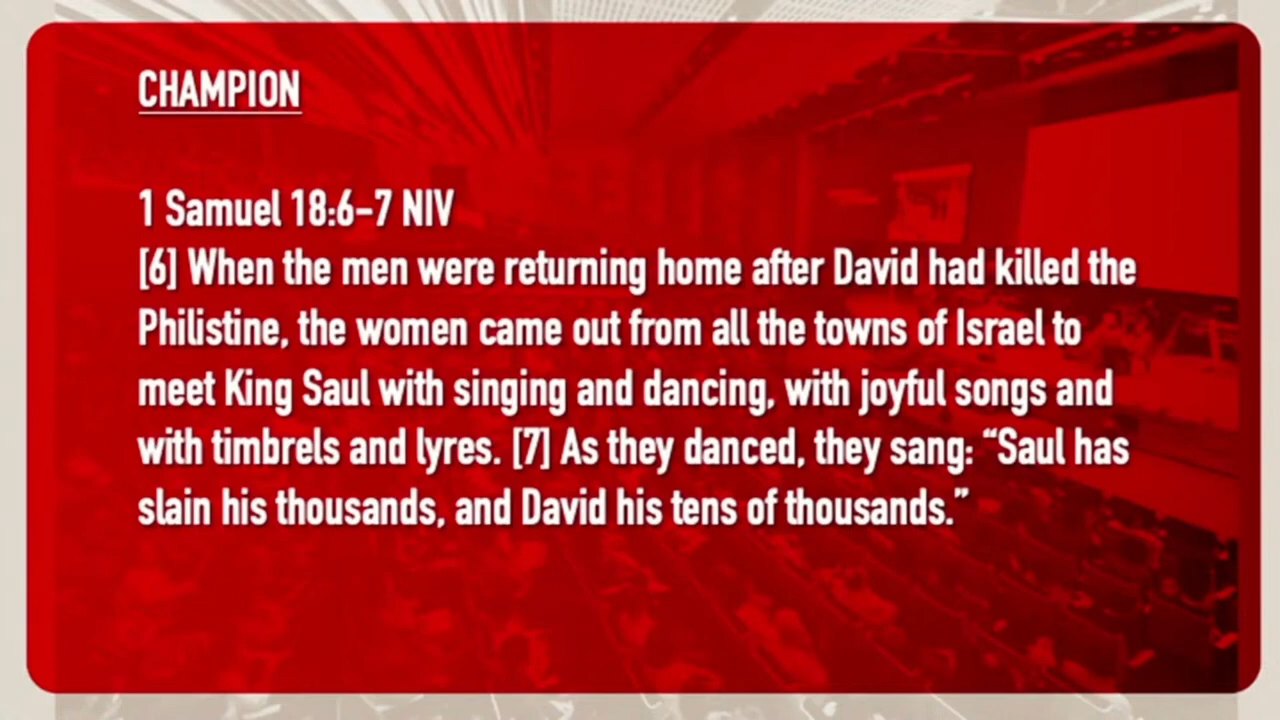 CHAMPION
1 Samuel 18:6-7 NIV
[6] When the men were returning home after David had killed the
Philistine, the women came out from all the towns of Israel to
meet King Saul with singing and dancing, with joyful songs and
with timbrels and lyres. [7] As they danced, they sang: “Saul has
slain his thousands, and David his tens of thousands.”